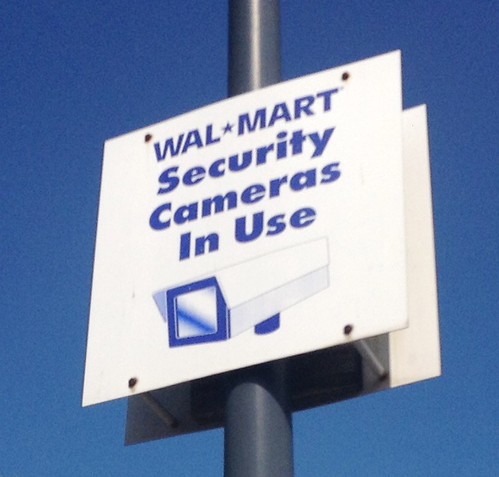 WAL★MART
Security
Cameras
In Use